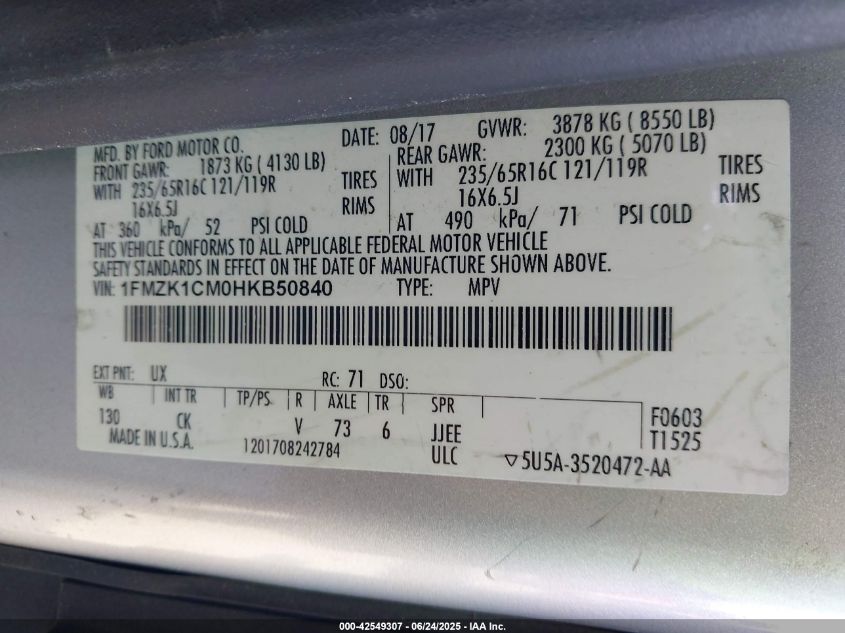 MFD. BY FORD MOTOR CO.
DATE: 08/17 GVWR: 3878 KG ( 8550 LB)
FRONT GAWR: 1873 KG ( 4130 LB) REAR GAWR: 2300 KG ( 5070 LB)
WITH 235/65R16C 121/119R TIRES WITH 235/65R16C 121/119R TIRES
16X6.5J RIMS 16X6.5J RIMS
AT 360 kPa/ 52 PSI COLD AT 490 kPa/ 71 PSI COLD
THIS VEHICLE CONFORMS TO ALL APPLICABLE FEDERAL MOTOR VEHICLE
SAFETY STANDARDS IN EFFECT ON THE DATE OF MANUFACTURE SHOWN ABOVE.
VIN: 1FMZK1CM0HKB50840 TYPE: MPV
EXT PNT: UX RC: 71 DSO:
WB INT TR TP/PS R AXLE TR SPR
130 CK V 73 6 JJEE F0603
MADE IN U.S.A. 1201708242784 ULC T1525
▽5U5A-3520472-AA
000-42549307 - 06/24/2025 - IAA Inc.